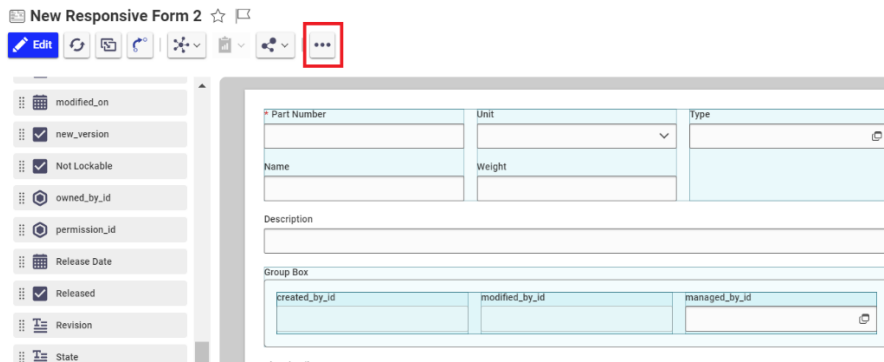 New Responsive Form 2
Edit
modified_on
new_version
Not Lockable
owned_by_id
permission_id
Release Date
Released
Revision
State
* Part Number Unit Type
Name Weight
Description
Group Box
created_by_id modified_by_id managed_by_id